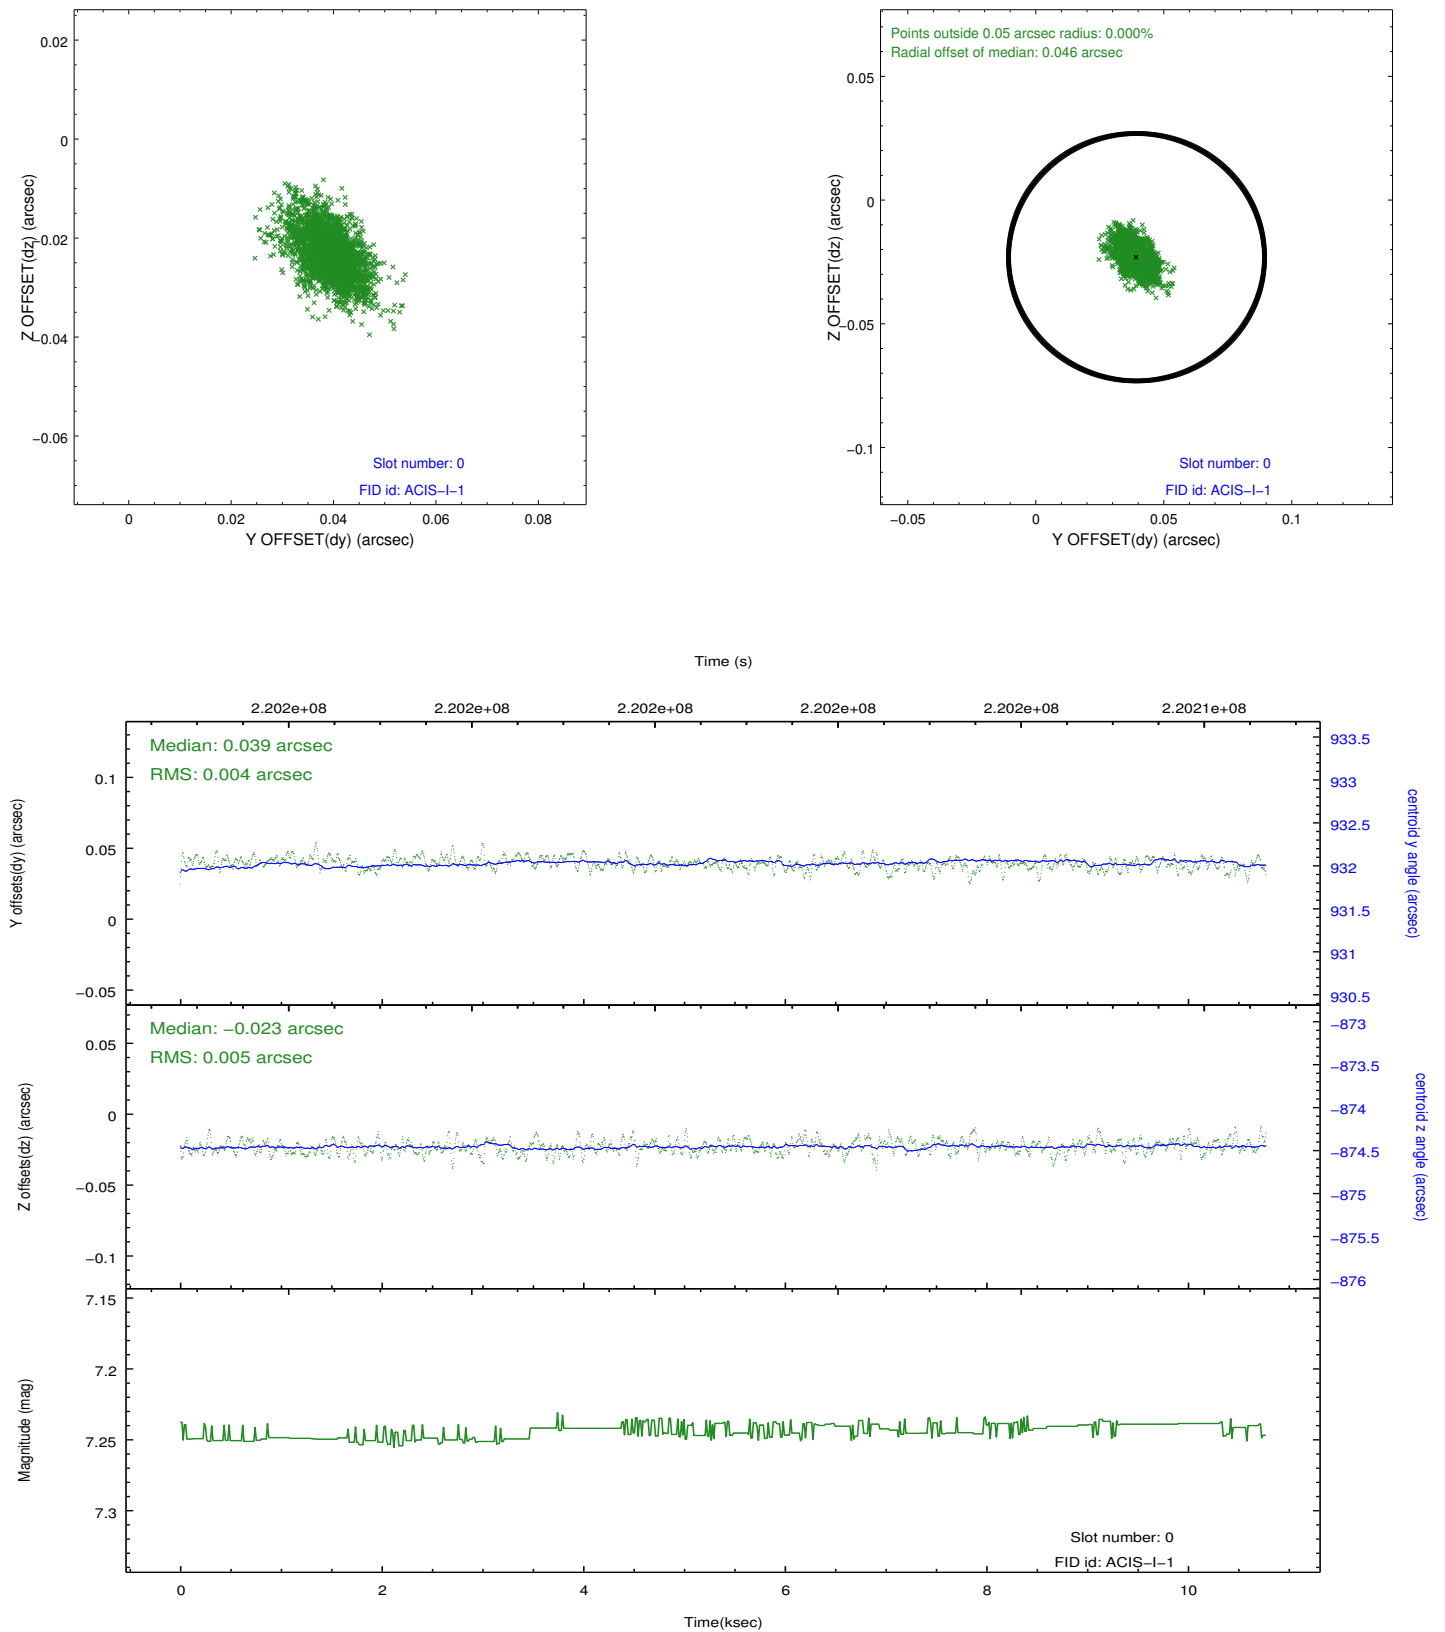 0.02
0
−0.02
−0.04
−0.06
Z OFFSET(dz) (arcsec)
Slot number: 0
FID id: ACIS−I−1
0
0.02
0.04
0.06
0.08
Y OFFSET(dy) (arcsec)
Points outside 0.05 arcsec radius: 0.000%
Radial offset of median: 0.046 arcsec
0.05
0
−0.05
−0.1
Z OFFSET(dz) (arcsec)
Slot number: 0
FID id: ACIS−I−1
−0.05
0
0.05
0.1
Y OFFSET(dy) (arcsec)
Time (s)
2.202e+08
2.202e+08
2.202e+08
2.202e+08
2.202e+08
2.2021e+08
Median: 0.039 arcsec
RMS: 0.004 arcsec
0.1
0.05
0
−0.05
Y offsets(dy) (arcsec)
933.5
933
932.5
932
931.5
931
930.5
centroid y angle (arcsec)
Median: −0.023 arcsec
RMS: 0.005 arcsec
0.05
0
−0.05
−0.1
Z offsets(dz) (arcsec)
−873
−873.5
−874
−874.5
−875
−875.5
−876
centroid z angle (arcsec)
7.15
7.2
7.25
7.3
Magnitude (mag)
Slot number: 0
FID id: ACIS−I−1
0
2
4
6
8
10
Time(ksec)